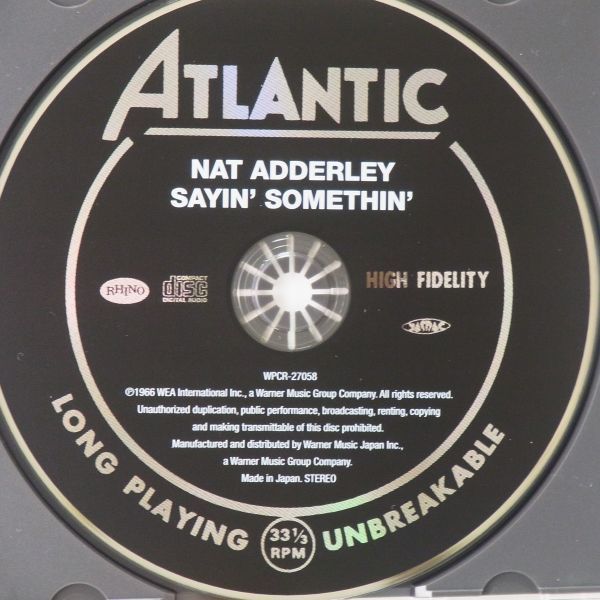 ATLANTIC
NAT ADDERLEY
SAYIN' SOMETHIN'
RHINO
COMPACT
disc
DIGITAL AUDIO
HIGH FIDELITY
WPCR-27058
℗1966 WEA International Inc., a Warner Music Group Company. All rights reserved.
Unauthorized duplication, public performance, broadcasting, renting, copying
and making transmittable of this disc prohibited.
Manufactured and distributed by Warner Music Japan Inc.,
a Warner Music Group Company.
Made in Japan. STEREO
LONG PLAYING
33 1/3
RPM
UNBREAKABLE